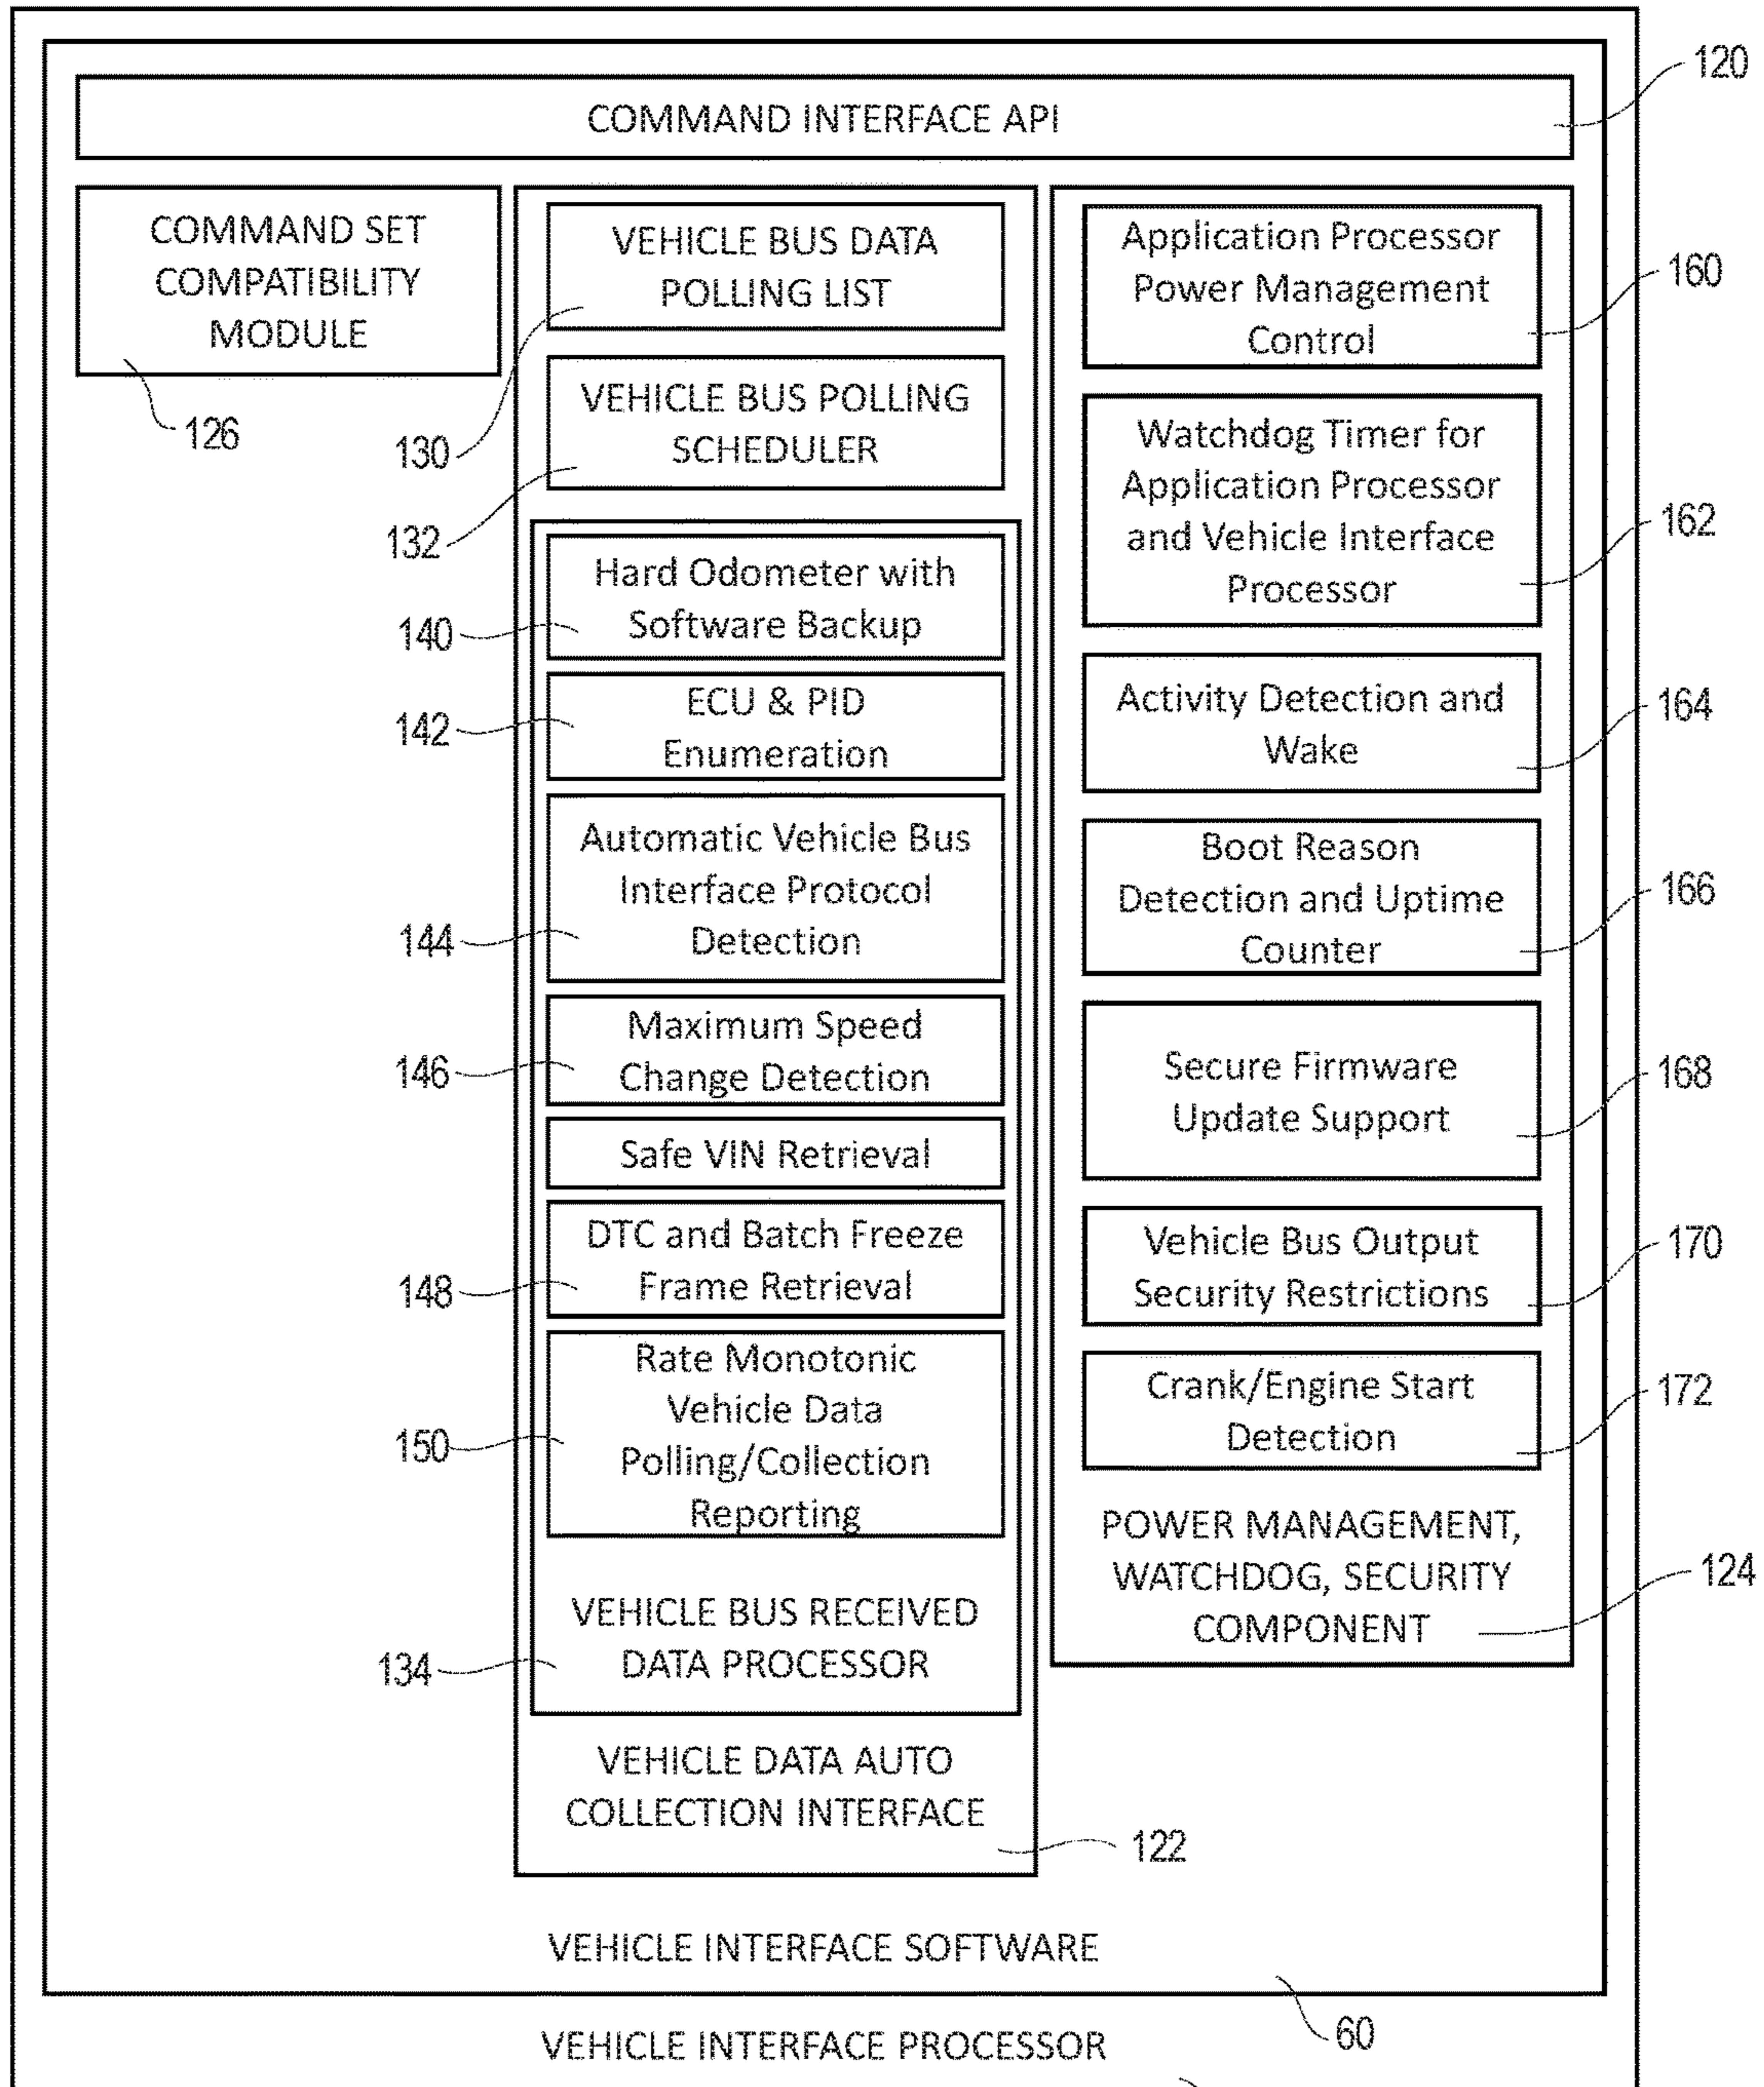 120
COMMAND INTERFACE API
COMMAND SET
COMPATIBILITY
MODULE
126
VEHICLE BUS DATA
POLLING LIST
130
VEHICLE BUS POLLING
SCHEDULER
132
Hard Odometer with
Software Backup
140
ECU & PID
Enumeration
142
Automatic Vehicle Bus
Interface Protocol
Detection
144
Maximum Speed
Change Detection
146
Safe VIN Retrieval
DTC and Batch Freeze
Frame Retrieval
148
Rate Monotonic
Vehicle Data
Polling/Collection
Reporting
150
VEHICLE BUS RECEIVED
DATA PROCESSOR
134
VEHICLE DATA AUTO
COLLECTION INTERFACE
122
Application Processor
Power Management
Control
160
Watchdog Timer for
Application Processor
and Vehicle Interface
Processor
162
Activity Detection and
Wake
164
Boot Reason
Detection and Uptime
Counter
166
Secure Firmware
Update Support
168
Vehicle Bus Output
Security Restrictions
170
Crank/Engine Start
Detection
172
POWER MANAGEMENT,
WATCHDOG, SECURITY
COMPONENT
124
VEHICLE INTERFACE SOFTWARE
60
VEHICLE INTERFACE PROCESSOR